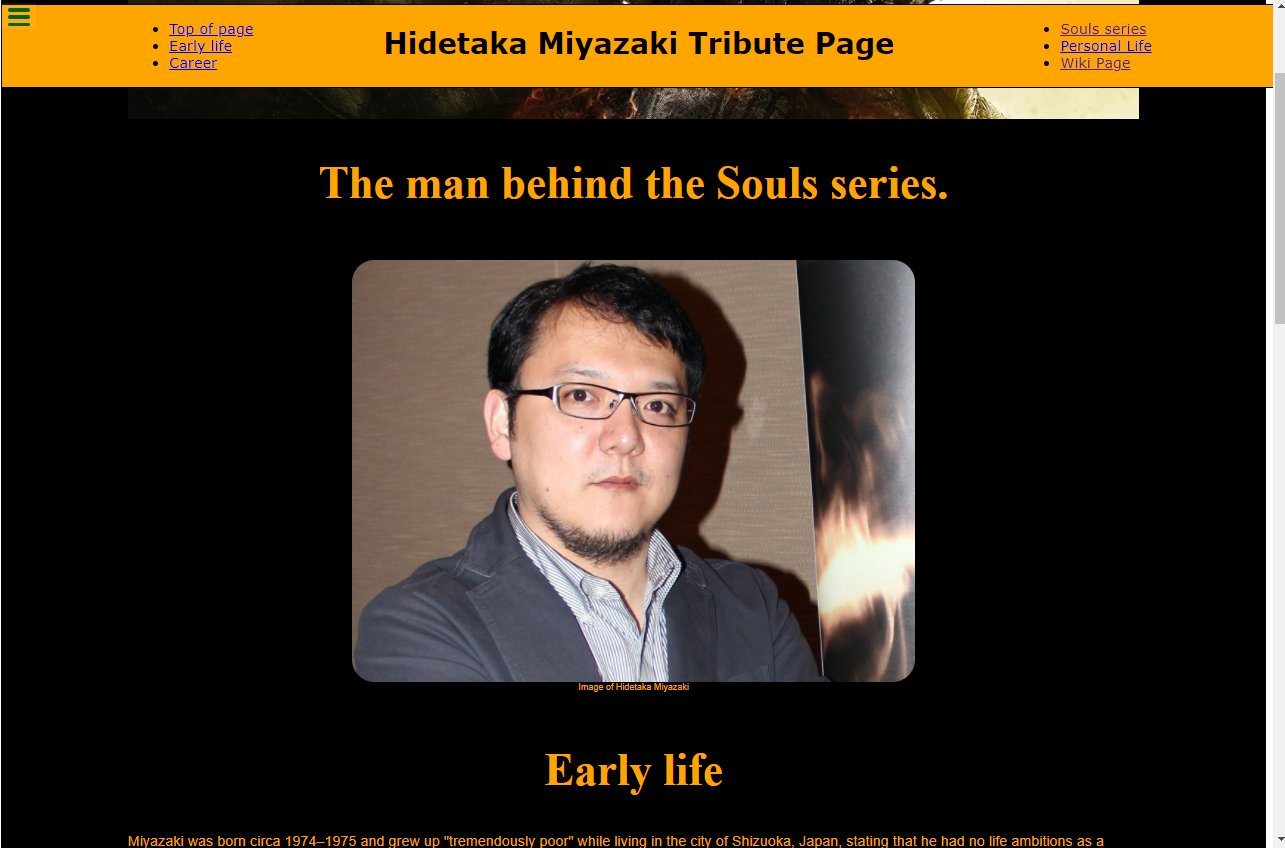 Top of page
Early life
Career
Hidetaka Miyazaki Tribute Page
Souls series
Personal Life
Wiki Page
The man behind the Souls series.
Image of Hidetaka Miyazaki
Early life
Miyazaki was born circa 1974–1975 and grew up "tremendously poor" while living in the city of Shizuoka, Japan, stating that he had no life ambitions as a